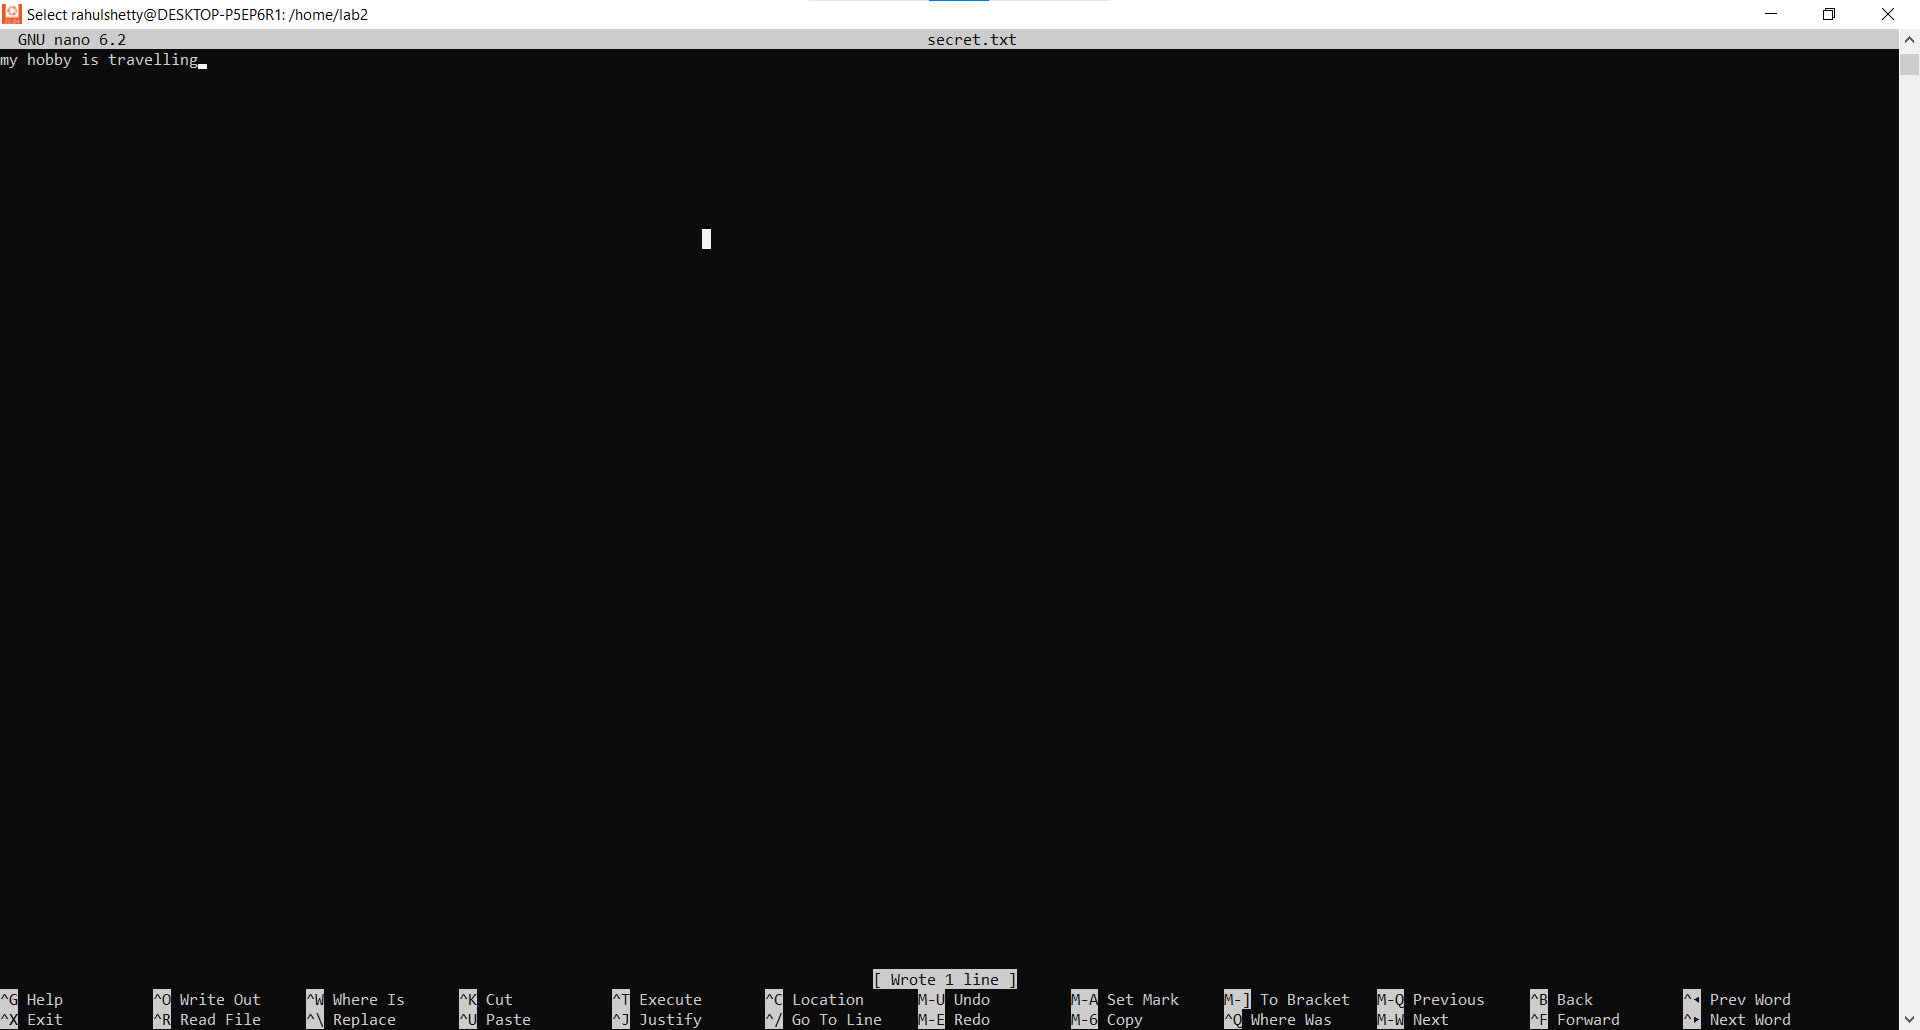 Select rahulshetty@DESKTOP-P5EP6R1: /home/lab2
GNU nano 6.2 secret.txt
my hobby is travelling
[ Wrote 1 line ]
^G Help ^O Write Out ^W Where Is ^K Cut ^T Execute ^C Location M-U Undo M-A Set Mark M-] To Bracket M-Q Previous ^B Back ^◂ Prev Word
^X Exit ^R Read File ^\ Replace ^U Paste ^J Justify ^/ Go To Line M-E Redo M-6 Copy ^Q Where Was M-W Next ^F Forward ^▸ Next Word